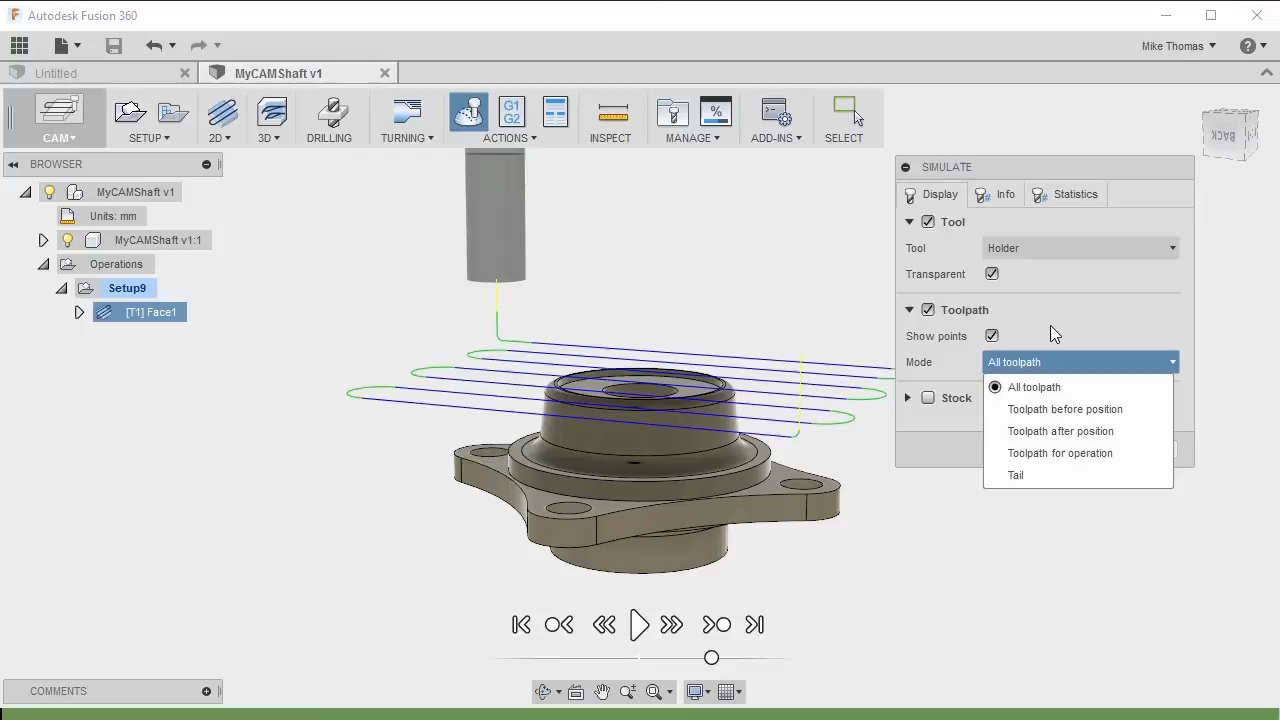 Autodesk Fusion 360
Mike Thomas
Untitled
MyCAMShaft v1
CAM
SETUP
2D
3D
DRILLING
TURNING
G1
G2
ACTIONS
INSPECT
%
MANAGE
ADD-INS
SELECT
BACK
BROWSER
MyCAMShaft v1
Units: mm
MyCAMShaft v1:1
Operations
Setup9
[T1] Face1
SIMULATE
Display
Info
Statistics
Tool
Tool Holder
Transparent
Toolpath
Show points
Mode All toolpath
All toolpath
Toolpath before position
Toolpath after position
Toolpath for operation
Tail
Stock
COMMENTS